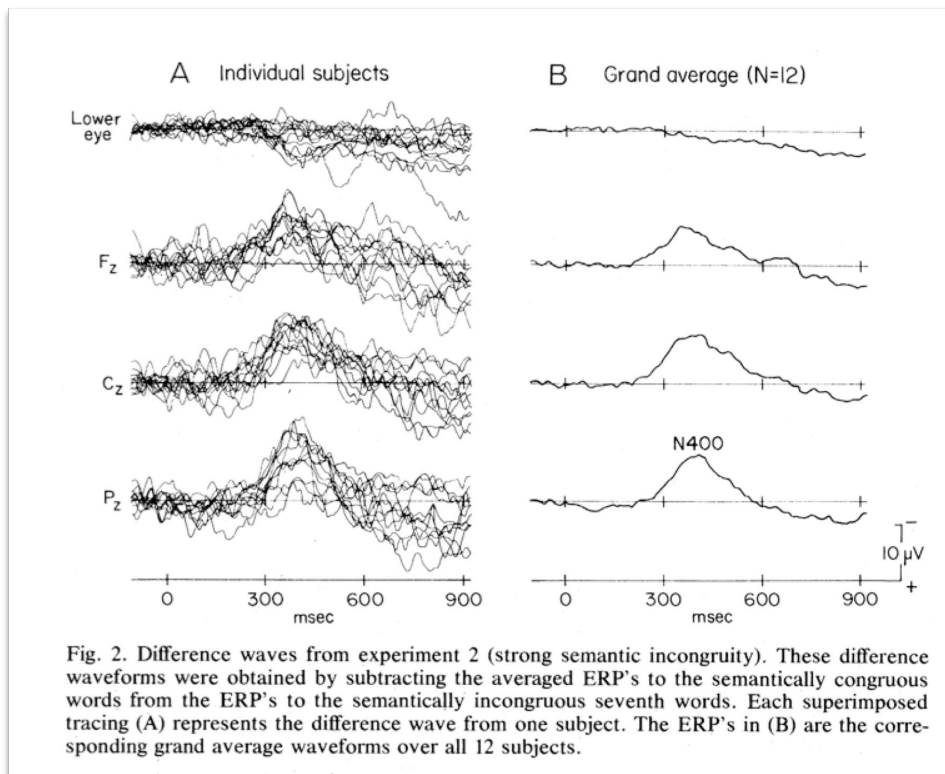 A Individual subjects
B Grand average (N=12)
Lower
eye
Fz
Cz
Pz
N400
−
10 μV
+
0 300 600 900
msec
0 300 600 900
msec
Fig. 2. Difference waves from experiment 2 (strong semantic incongruity). These difference
waveforms were obtained by subtracting the averaged ERP's to the semantically congruous
words from the ERP's to the semantically incongruous seventh words. Each superimposed
tracing (A) represents the difference wave from one subject. The ERP's in (B) are the corre-
sponding grand average waveforms over all 12 subjects.